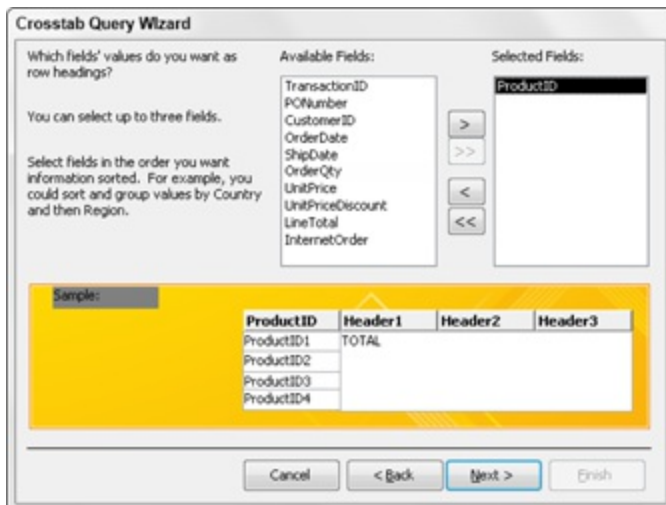 Crosstab Query Wizard
Which fields' values do you want as
row headings?
You can select up to three fields.
Select fields in the order you want
information sorted. For example, you
could sort and group values by Country
and then Region.
Available Fields:
TransactionID
PONumber
CustomerID
OrderDate
ShipDate
OrderQty
UnitPrice
UnitPriceDiscount
LineTotal
InternetOrder
>
>>
<
<<
Selected Fields:
ProductID
Sample:
ProductID Header1 Header2 Header3
ProductID1 TOTAL
ProductID2
ProductID3
ProductID4
Cancel < Back Next > Finish